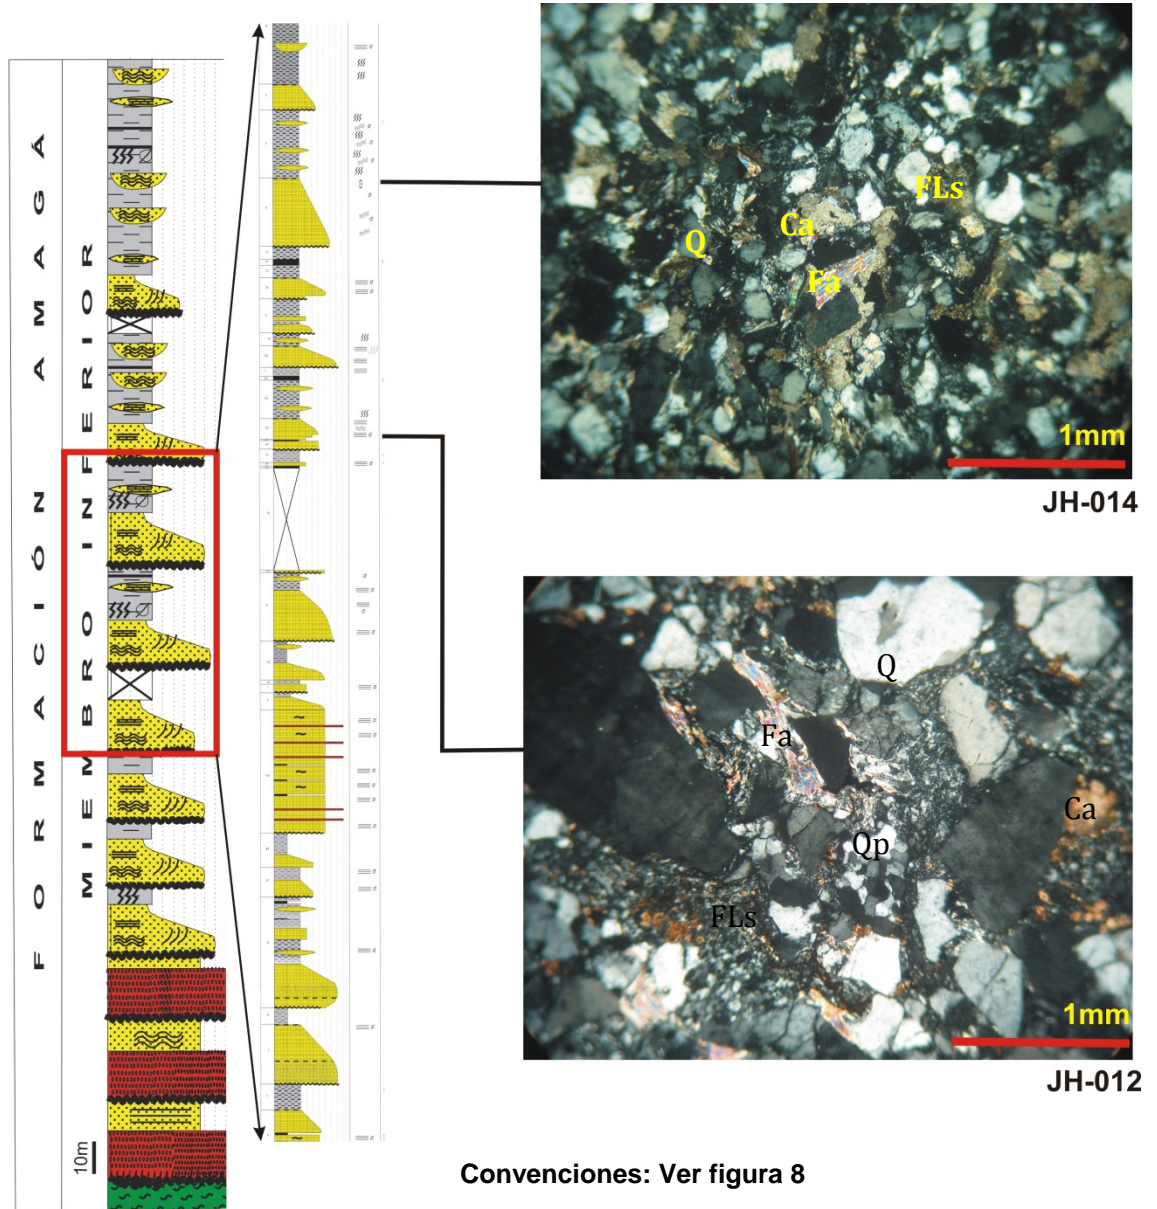 FORMACIÓN AMAGÁ
MIEMBRO INFERIOR
10m
Q
Ca
Fa
FLs
1mm
JH-014
Q
Fa
Ca
Qp
FLs
1mm
JH-012
Convenciones: Ver figura 8